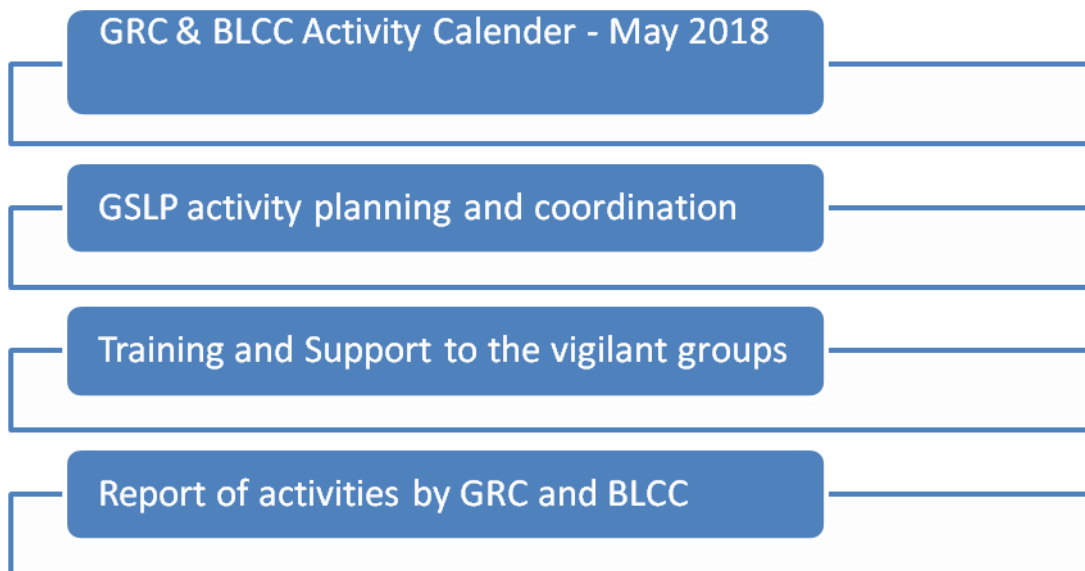 GRC & BLCC Activity Calender - May 2018
GSLP activity planning and coordination
Training and Support to the vigilant groups
Report of activities by GRC and BLCC